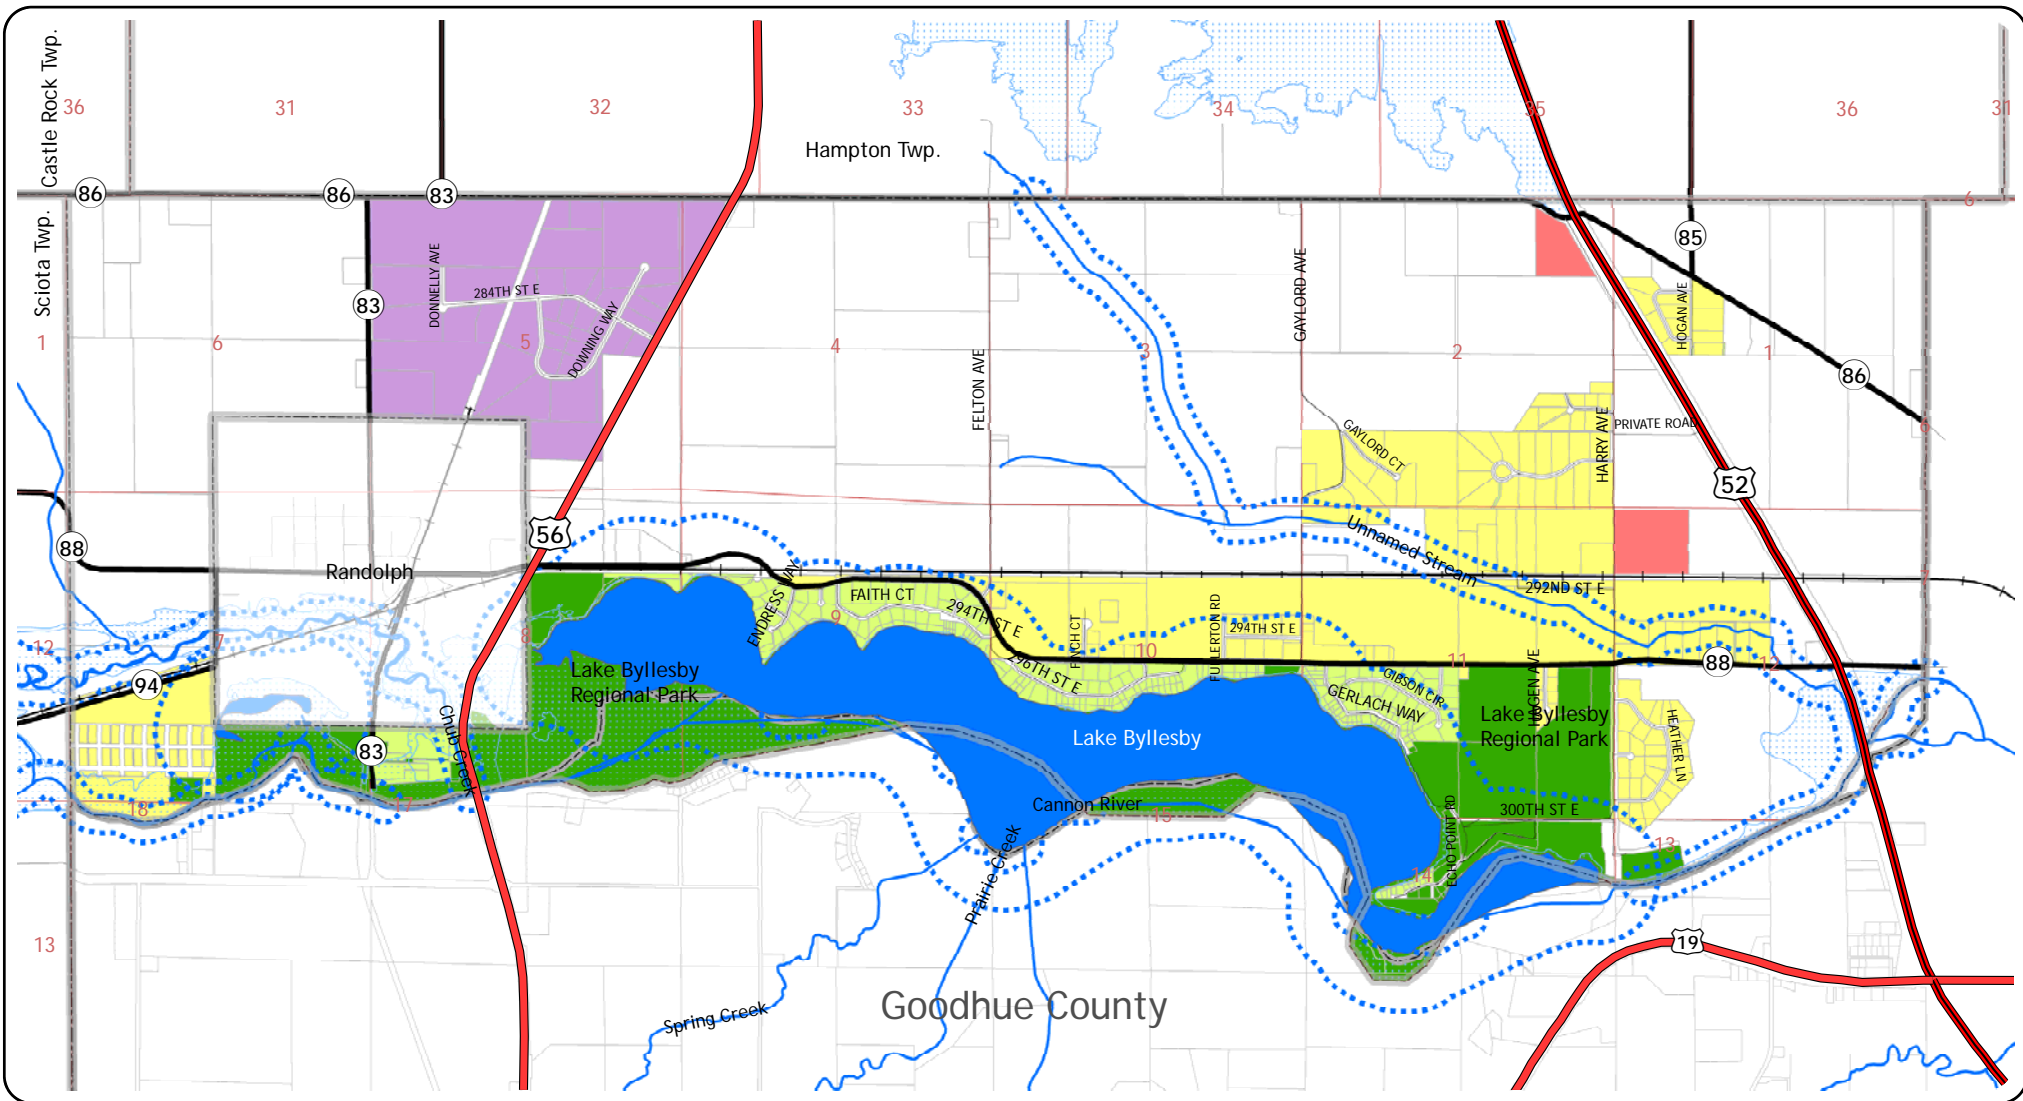 Castle Rock Twp.
36
31
32
33
34
35
36
31
Hampton Twp.
86
86
83
6
Sciota Twp.
85
DONNELLY AVE
284TH ST E
DOWNING WAY
83
GAYLORD AVE
HOGAN AVE
1
6
5
4
3
2
1
86
FELTON AVE
GAYLORD CT
HARRY AVE
PRIVATE ROAD
6
52
56
88
Unnamed Stream
Randolph
292ND ST E
7
ENDRESS WAY
FAITH CT
294TH ST E
9
FINCH CT
FULLERTON RD
294TH ST E
12
7
8
10
11
12
88
296TH ST E
Lake Byllesby
Regional Park
94
GIBSON CIR
GERLACH WAY
HOGEN AVE
Lake Byllesby
Regional Park
HEATHER LN
Chub Creek
83
Lake Byllesby
18
17
Cannon River
15
300TH ST E
ECHO POINT RD
13
14
Prairie Creek
13
19
Spring Creek
Goodhue County